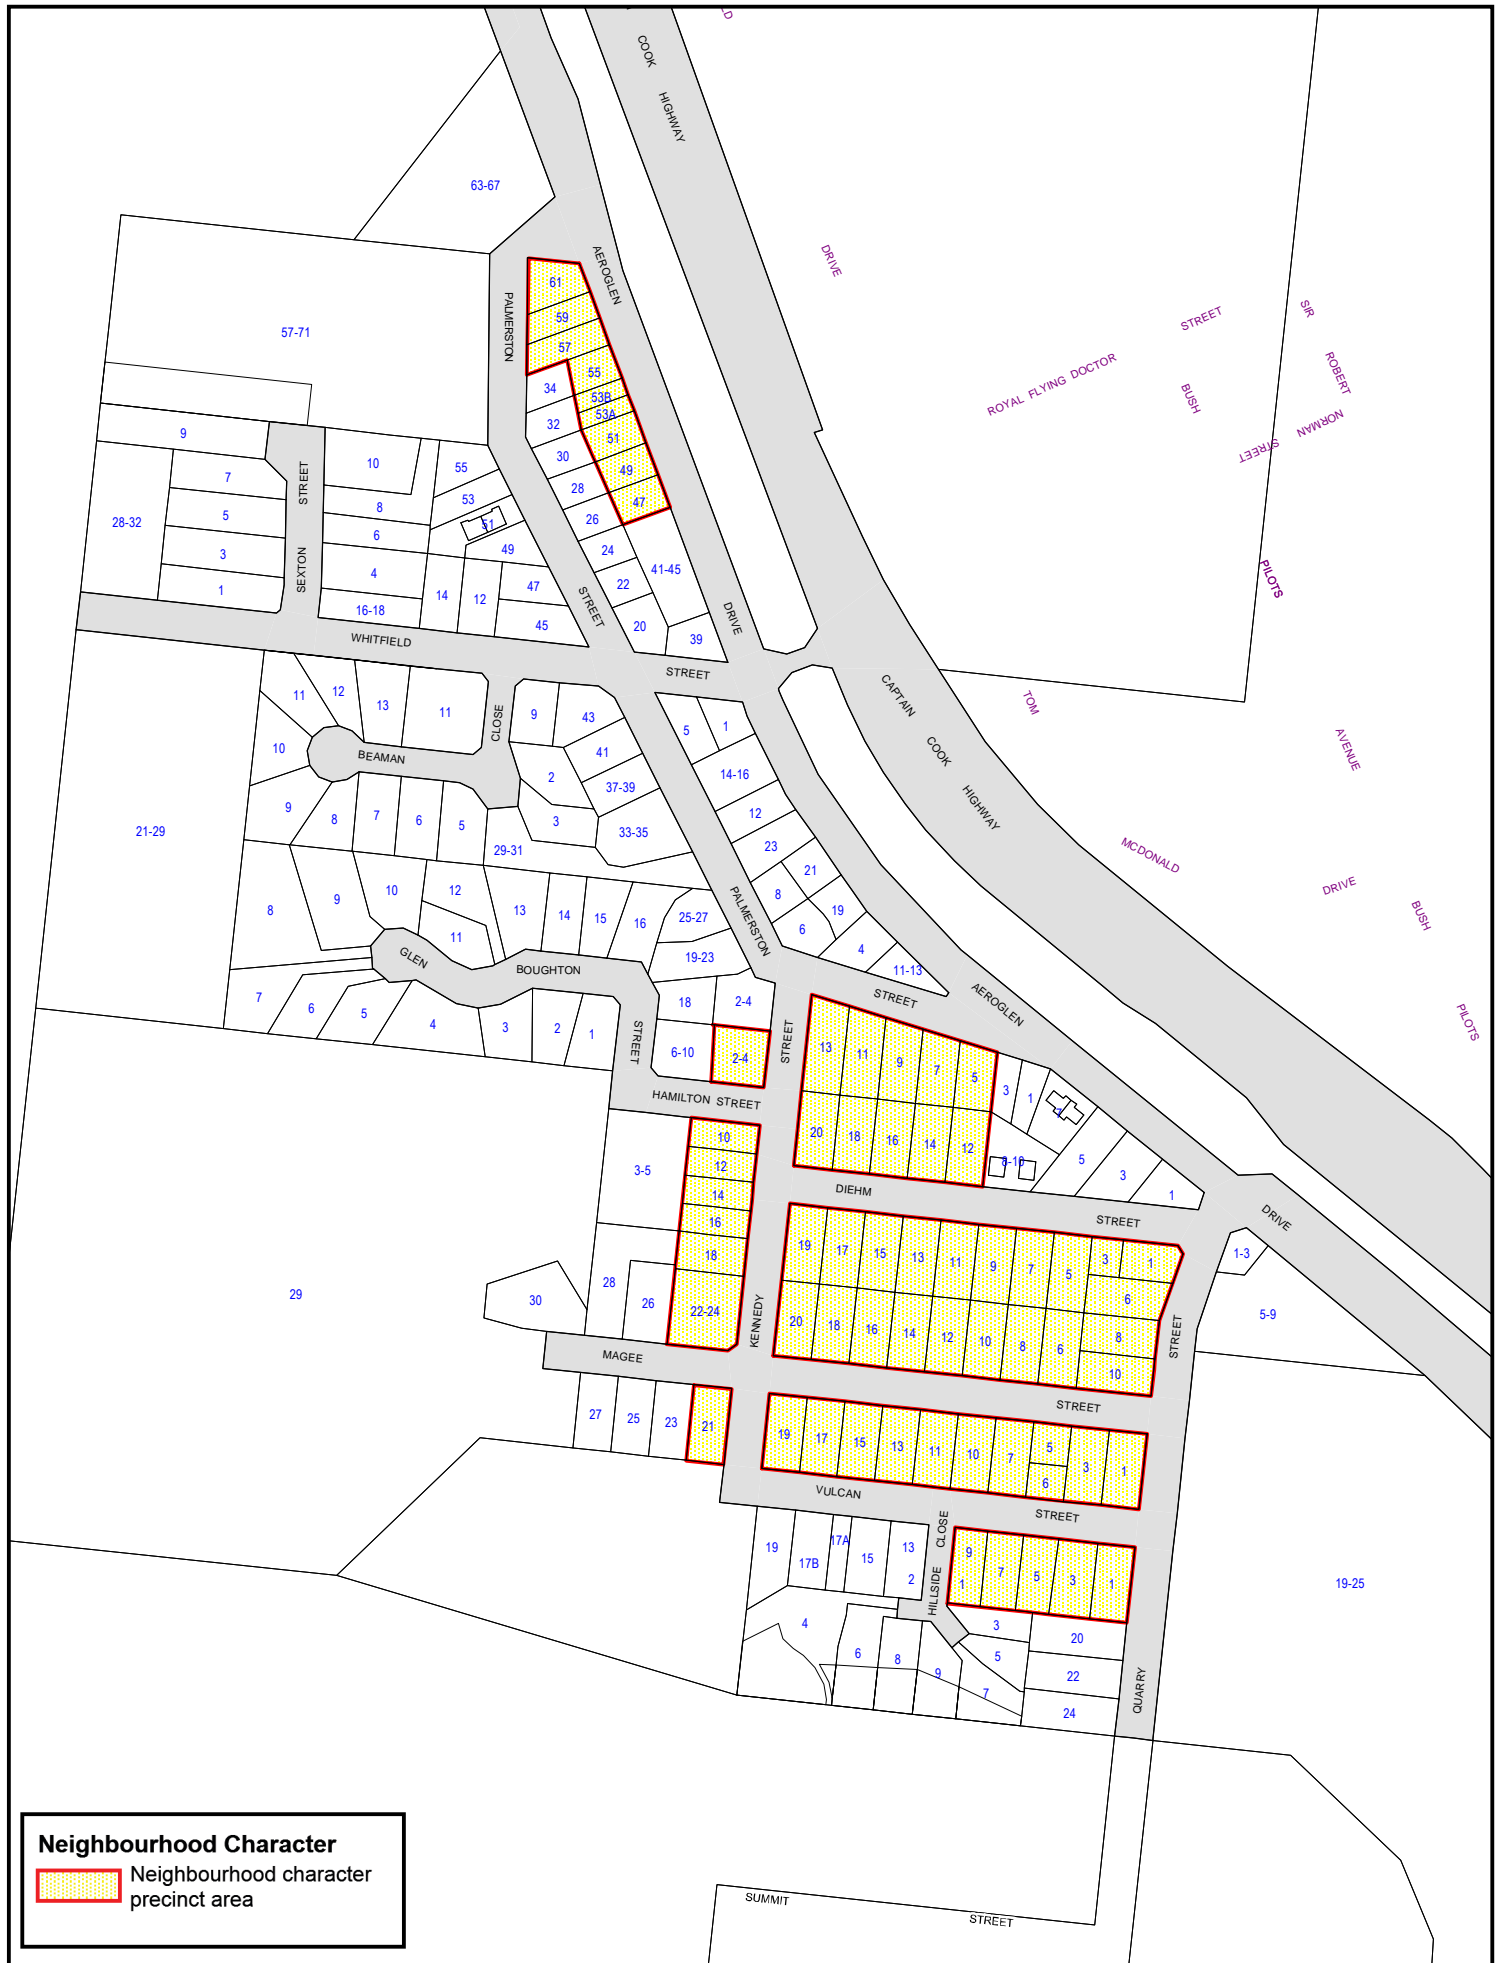 LD
COOK
HIGHWAY
63-67
AEROGLEN
DRIVE
61
PALMERSTON
59
57
57-71
STREET
SIR
ROBERT
ROYAL FLYING DOCTOR
BUSH
NORMAN
STREET
55
34
53B
53A
32
51
9
30
49
28
47
10
55
7
53
8
26
5
51
28-32
6
24
49
3
41-45
4
47
22
1
14
12
PILOTS
16-18
45
20
39
SEXTON
STREET
STREET
DRIVE
WHITFIELD
STREET
11
12
13
11
CLOSE
9
43
5
1
CAPTAIN
COOK
HIGHWAY
TOM
AVENUE
10
BEAMAN
41
2
14-16
37-39
9
8
7
6
5
3
12
33-35
21-29
29-31
23
MCDONALD
DRIVE
BUSH
21
8
10
12
8
9
13
14
15
16
25-27
PALMERSTON
19
6
11
4
GLEN
BOUGHTON
19-23
11-13
7
6
5
4
3
2
1
STREET
18
2-4
STREET
AEROGLEN
PILOTS
6-10
2-4
STREET
13
11
9
7
5
3
1
1
HAMILTON STREET
20
18
16
14
12
8-10
5
3
1
10
3-5
12
14
16
18
DIEHM
STREET
DRIVE
1-3
5-9
19
17
15
13
11
9
7
5
3
1
6
28
29
30
26
22-24
KENNEDY
20
18
16
14
12
10
8
6
8
10
STREET
MAGEE
STREET
27
25
23
21
19
17
15
13
11
10
7
5
6
3
1
VULCAN
STREET
19
17B
17A
15
13
2
CLOSE
HILLSIDE
9
1
7
5
3
1
19-25
4
6
8
9
3
5
7
20
22
24
QUARRY
Neighbourhood Character
Neighbourhood character
precinct area
SUMMIT
STREET